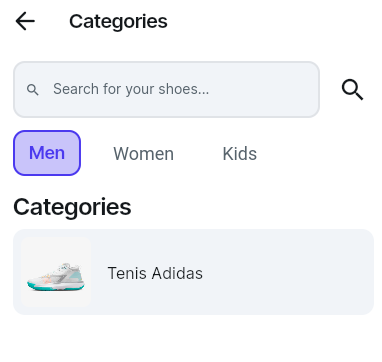 Categories
Search for your shoes...
Men Women Kids
Categories
Tenis Adidas